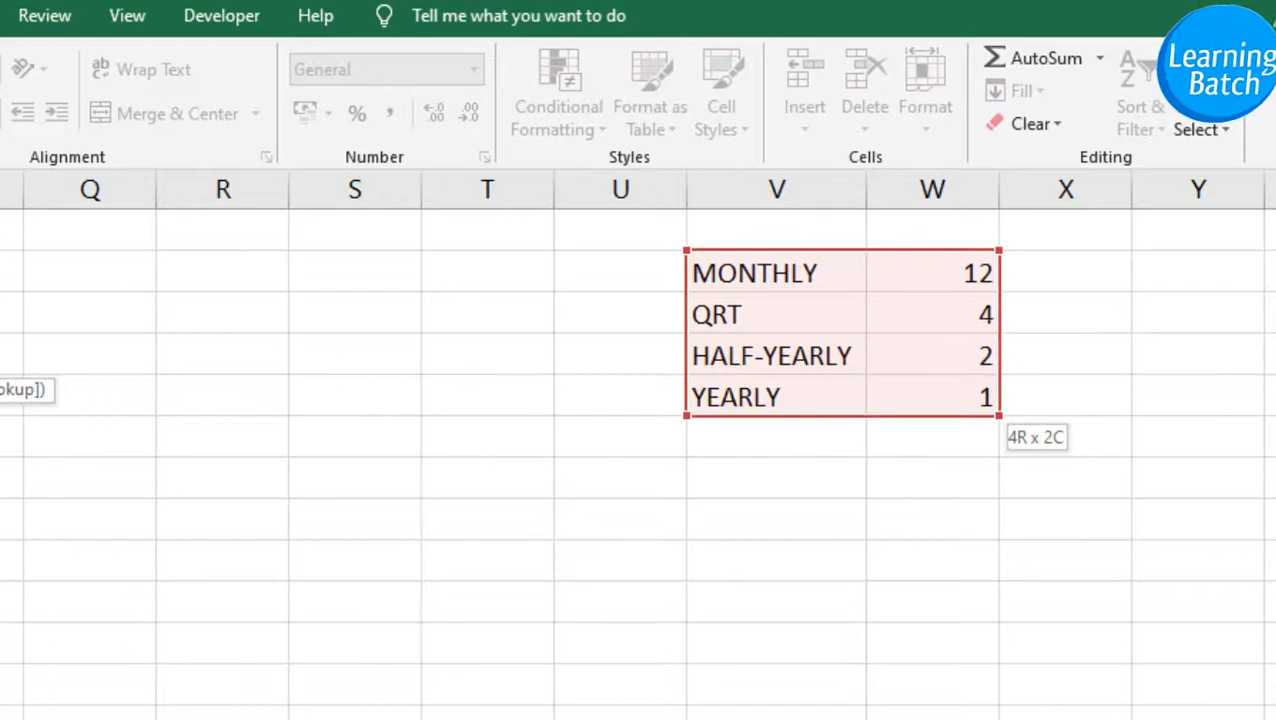 Review View Developer Help Tell me what you want to do
Learning
Batch
Wrap Text General AutoSum
Fill
Merge & Center % , Clear
Conditional Format as Cell Insert Delete Format Sort &
Formatting Table Styles Filter Select
Alignment Number Styles Cells Editing
Q R S T U V W X Y
MONTHLY 12
QRT 4
HALF-YEARLY 2
okup])
YEARLY 1
4R x 2C